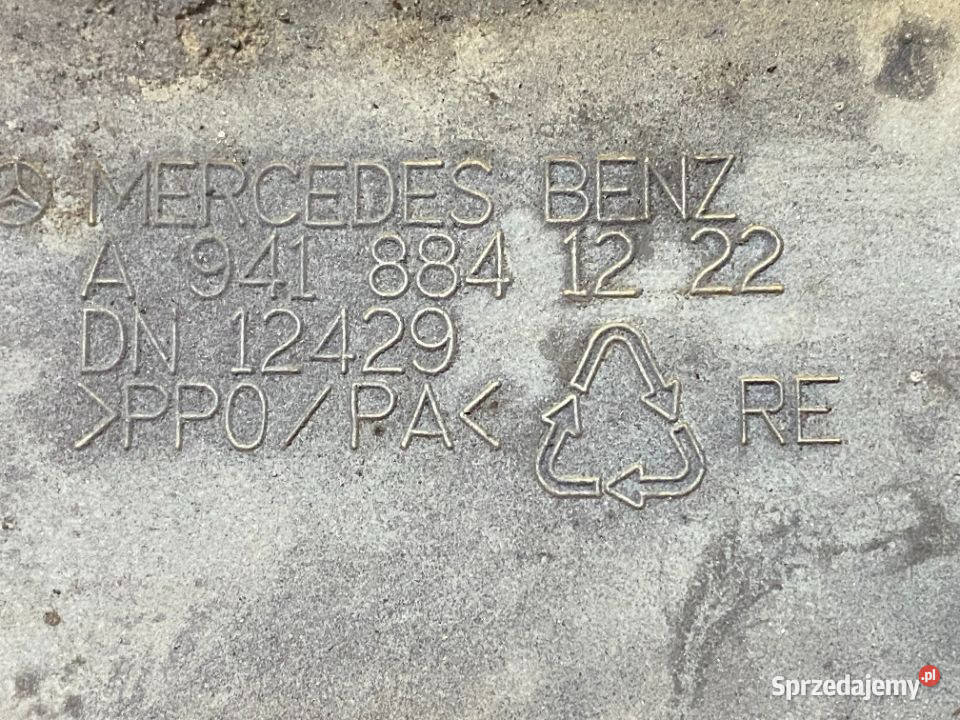 MERCEDES BENZ
A 941 884 12 22
DN 12429
>PPO/PA< RE
Sprzedajemy.pl